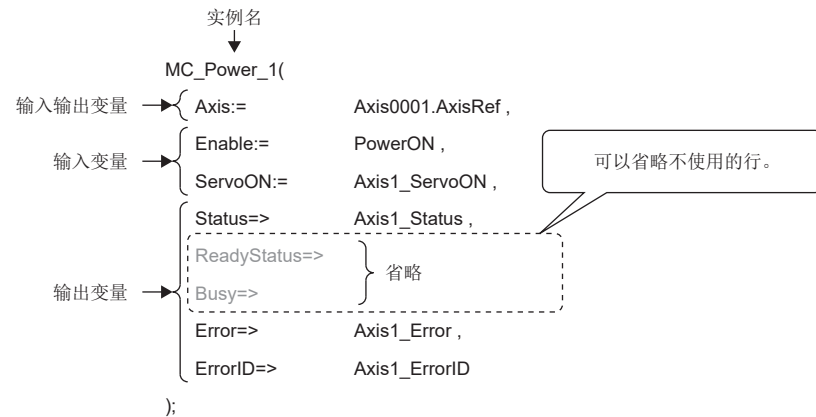 实例名
MC_Power_1(
输入输出变量 Axis:= Axis0001.AxisRef ,
Enable:= PowerON ,
输入变量
可以省略不使用的行。
ServoON:= Axis1_ServoON ,
Status=> Axis1_Status ,
ReadyStatus=>
省略
输出变量 Busy=>
Error=> Axis1_Error ,
ErrorID=> Axis1_ErrorID
);